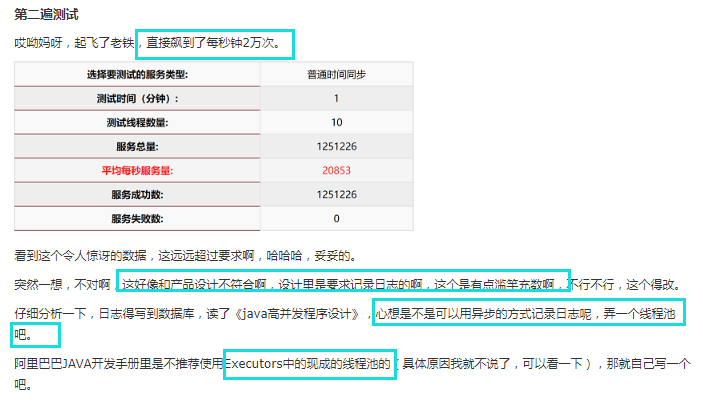 第二遍测试
哎呦妈呀，起飞了老铁，直接飙到了每秒钟2万次。
选择要测试的服务类型: 普通时间同步
测试时间（分钟）: 1
测试线程数量: 10
服务总量: 1251226
平均每秒服务量: 20853
服务成功数: 1251226
服务失败数: 0
看到这个令人惊讶的数据，这远远超过要求啊，哈哈哈，妥妥的。
突然一想，不对啊，这好像和产品设计不符合啊，设计里是要求记录日志的啊，这个是有点滥竽充数啊，不行不行，这个得改。
仔细分析一下，日志得写到数据库，读了《java高并发程序设计》，心想是不是可以用异步的方式记录日志呢，弄一个线程池
吧。
阿里巴巴JAVA开发手册里是不推荐使用Executors中的现成的线程池的（具体原因我就不说了，可以看一下），那就自己写一个
吧。